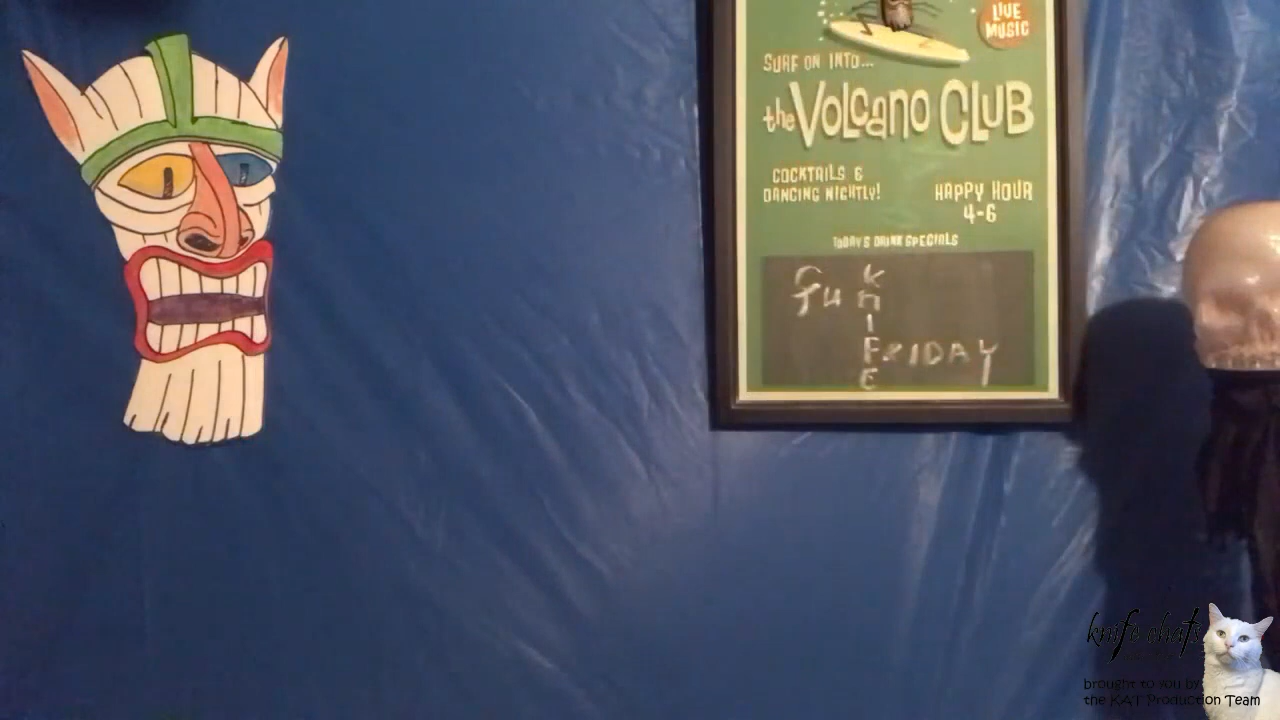 LIVE
MUSIC
SURF ON INTO...
the Volcano CLUB
COCKTAILS &
DANCING NIGHTLY!
HAPPY HOUR
4-6
TODAY'S DRINK SPECIALS
KNIFE
FRIDAY
knife chats
brought to you by
the KAT Production Team